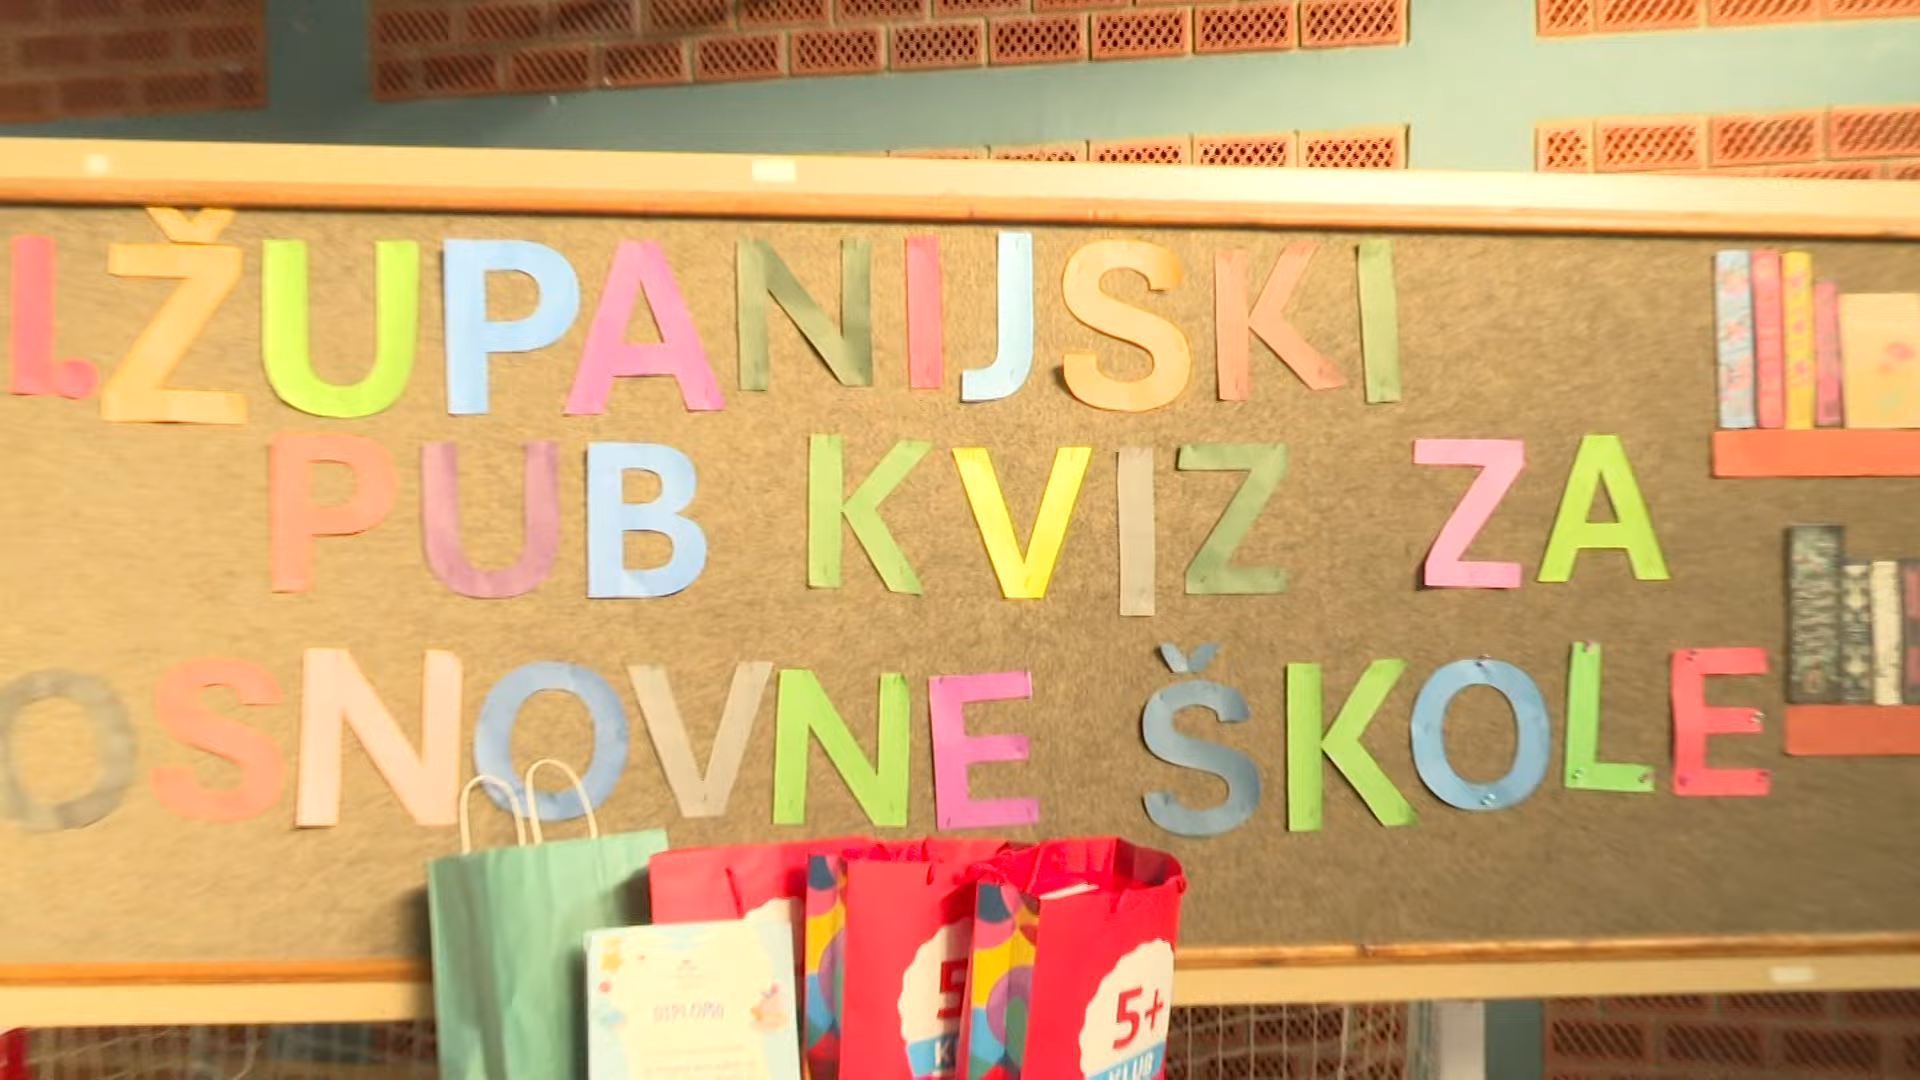 I. ŽUPANIJSKI
PUB KVIZ ZA
OSNOVNE ŠKOLE
DIPLOMA
5
K
5+
KLUB